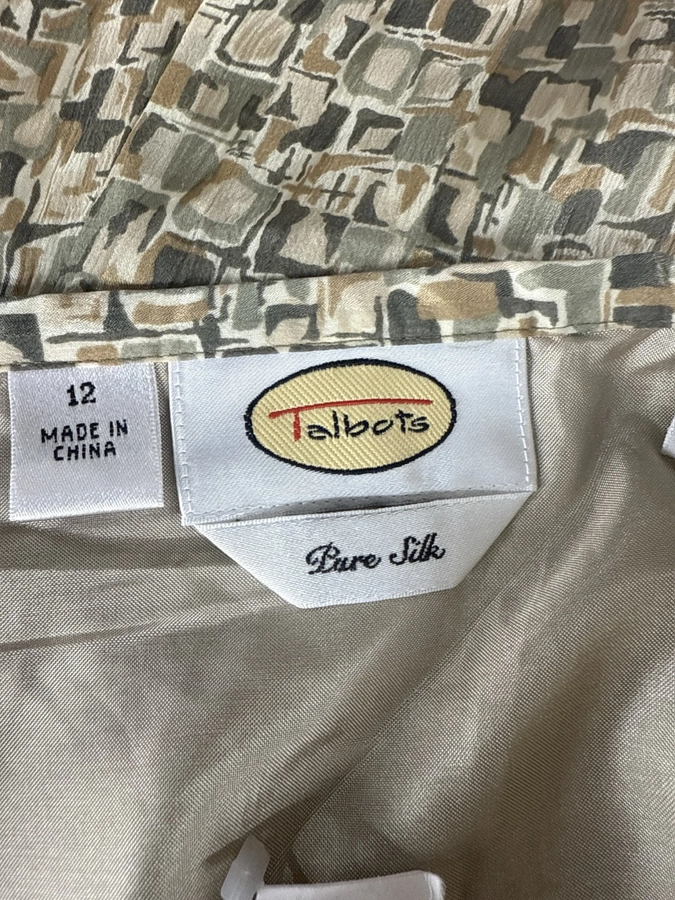 12
MADE IN
CHINA
Talbots
Pure Silk